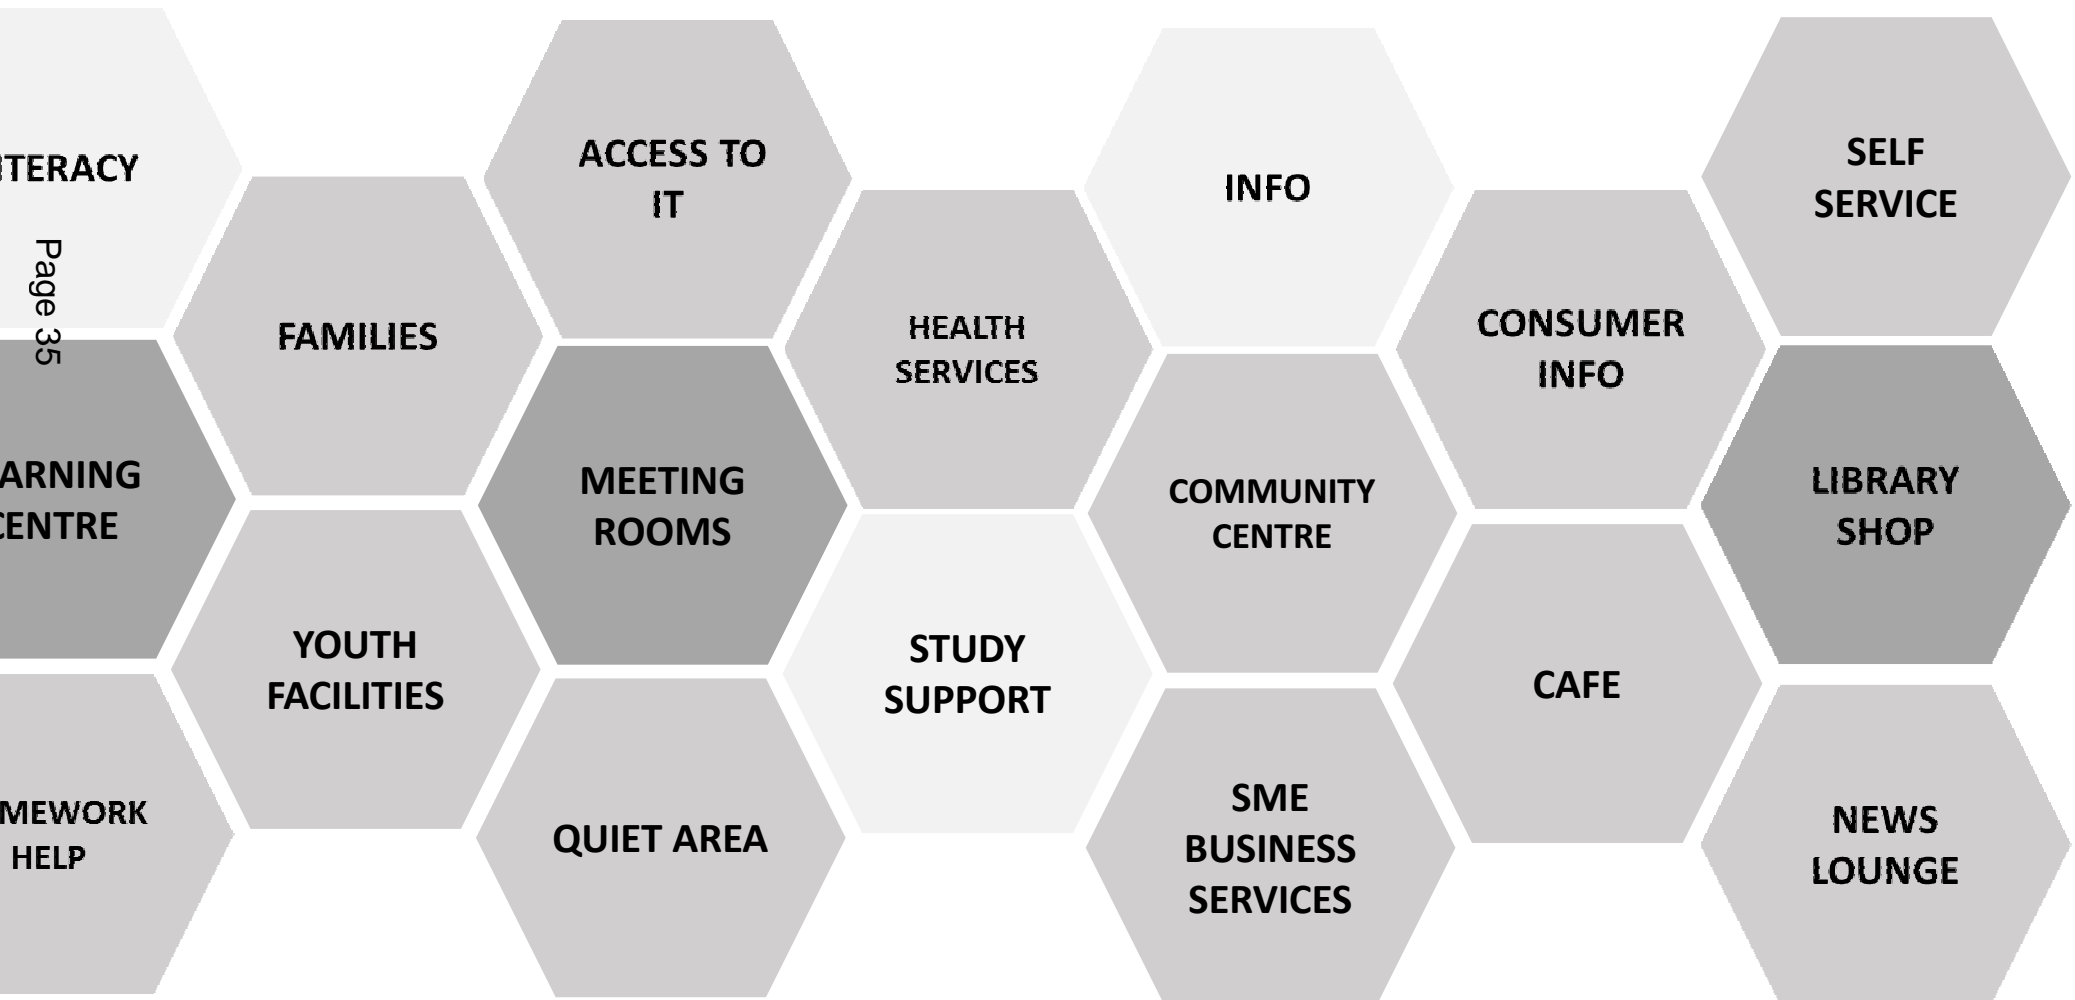 ITERACY
Page 35
ARNING
CENTRE
MEWORK
HELP
FAMILIES
YOUTH
FACILITIES
ACCESS TO
IT
MEETING
ROOMS
QUIET AREA
HEALTH
SERVICES
STUDY
SUPPORT
INFO
COMMUNITY
CENTRE
SME
BUSINESS
SERVICES
CONSUMER
INFO
CAFE
SELF
SERVICE
LIBRARY
SHOP
NEWS
LOUNGE